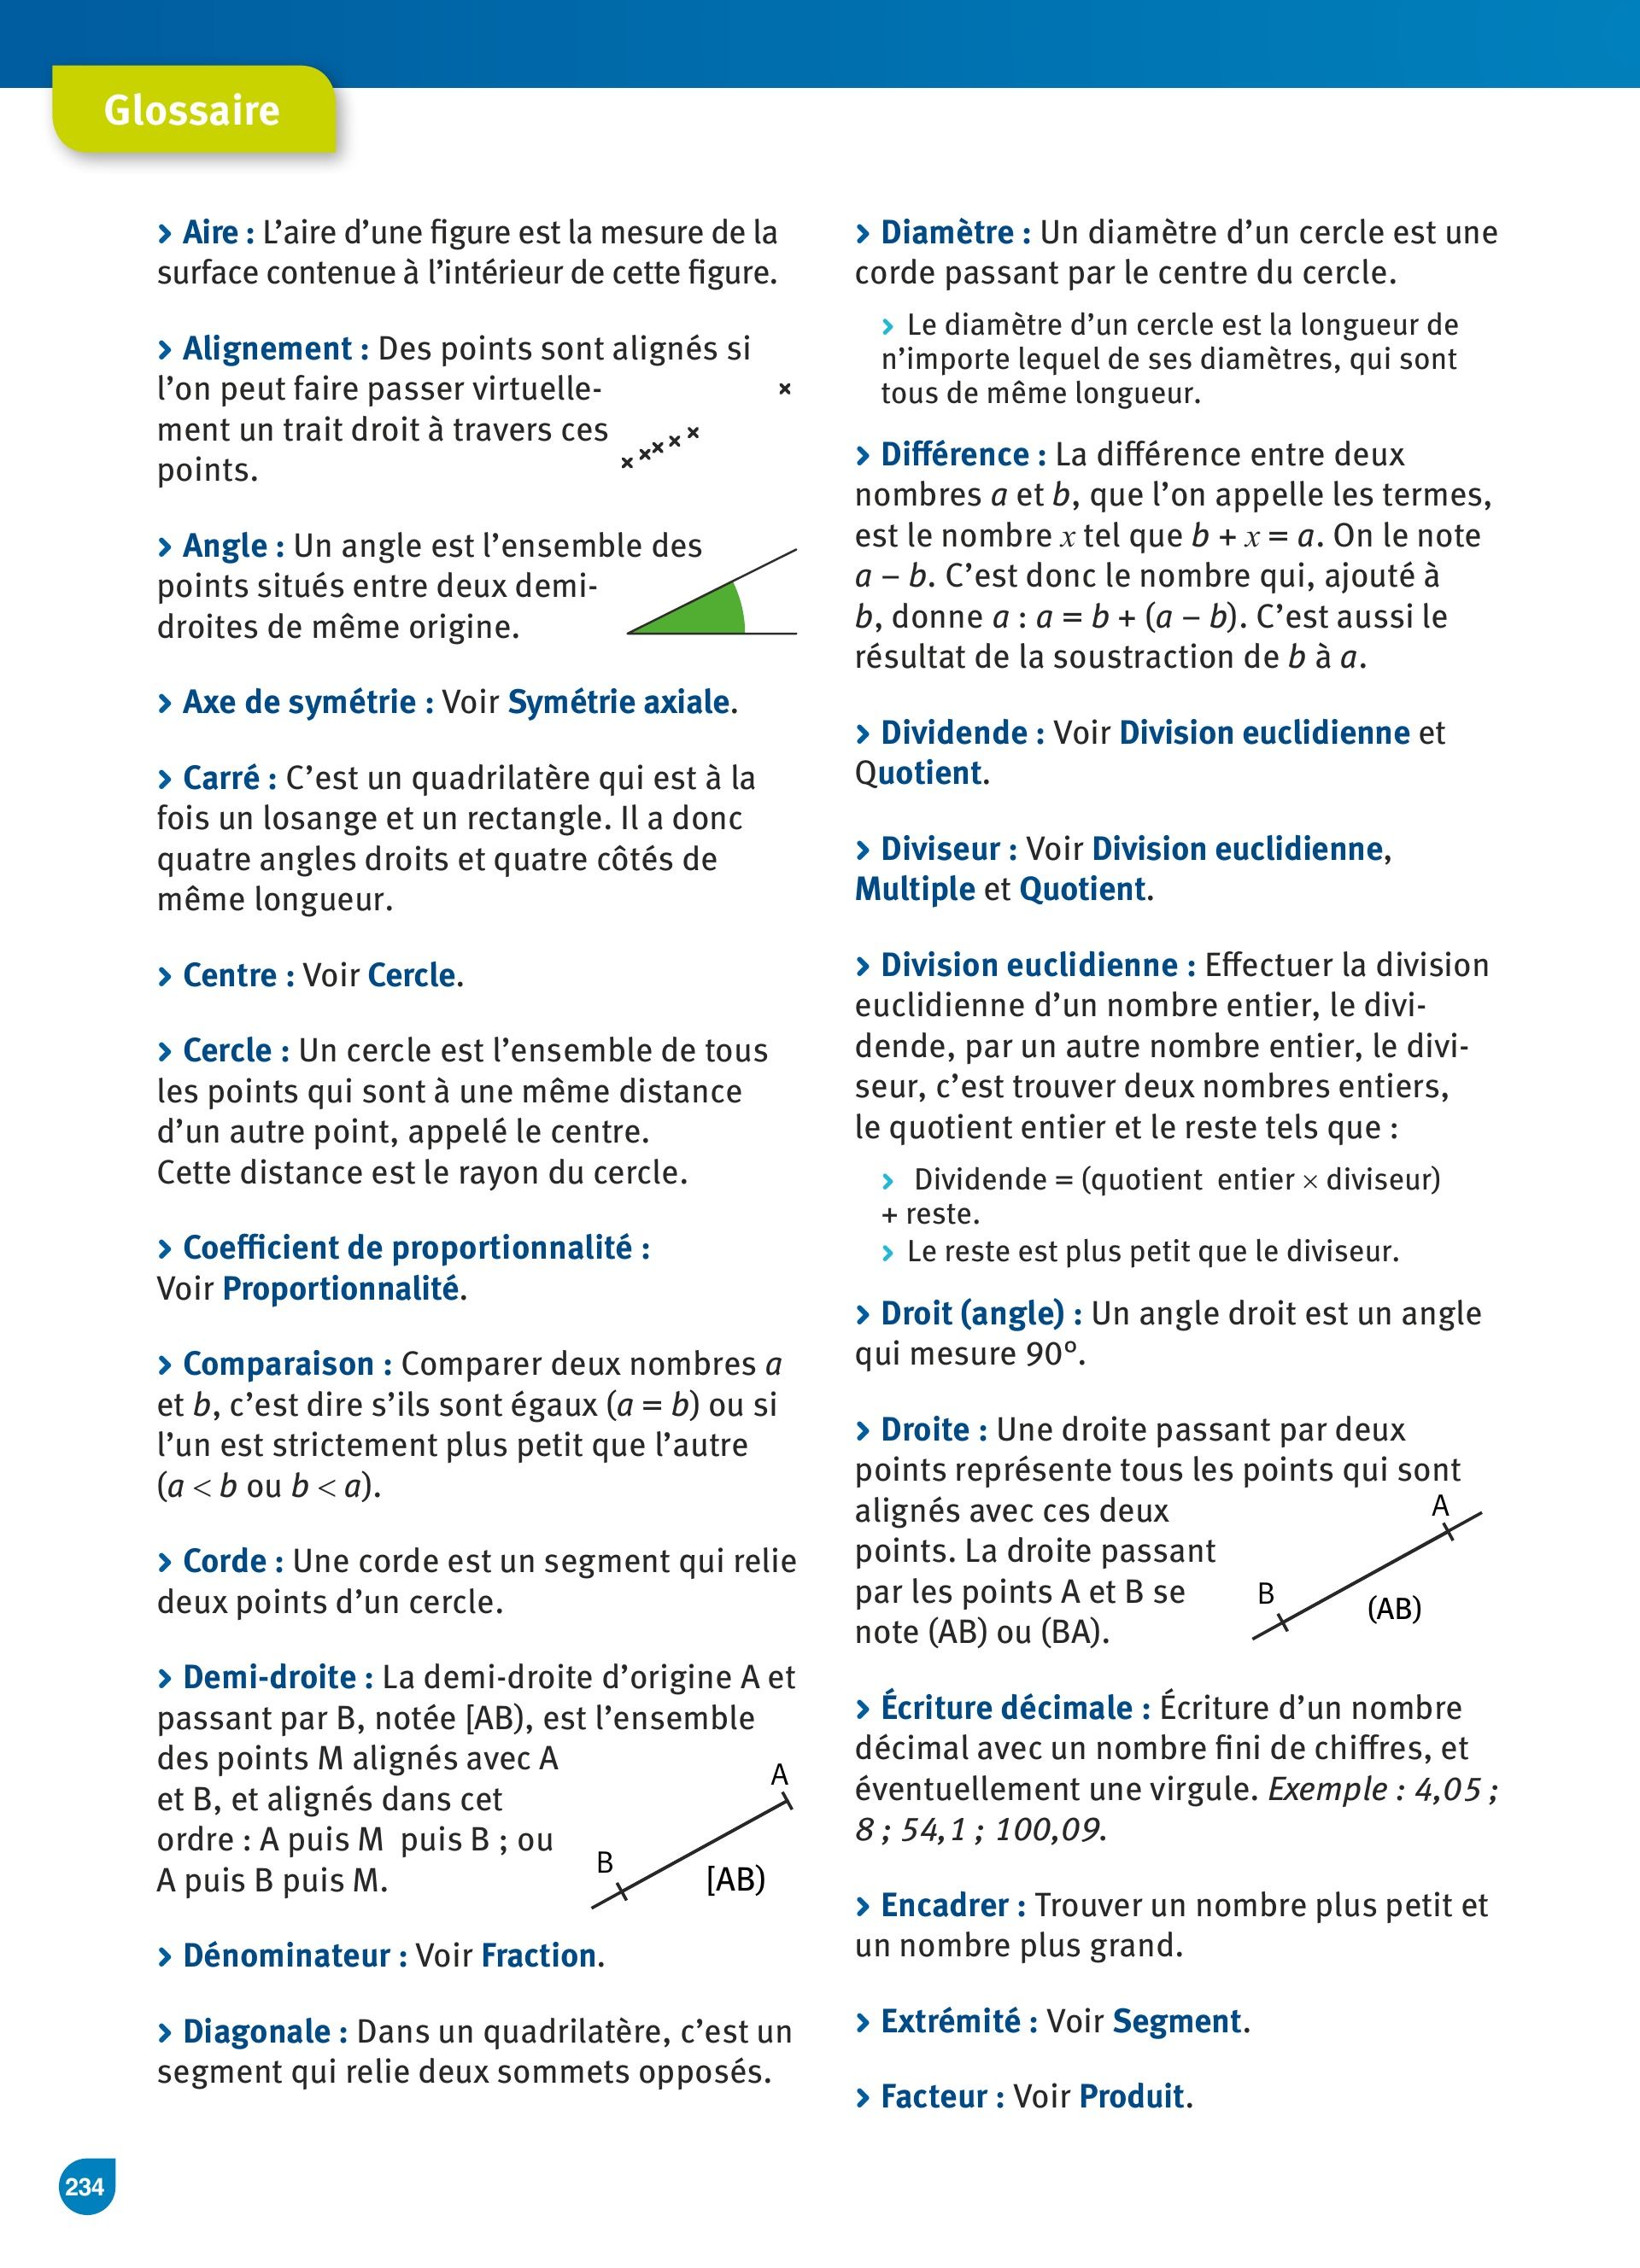 Glossaire
› Aire : L’aire d’une figure est la mesure de la
surface contenue à l’intérieur de cette figure.
› Alignement : Des points sont alignés si
l’on peut faire passer virtuelle-
ment un trait droit à travers ces
points.
› Angle : Un angle est l’ensemble des
points situés entre deux demi-
droites de même origine.
› Axe de symétrie : Voir Symétrie axiale.
› Carré : C’est un quadrilatère qui est à la
fois un losange et un rectangle. Il a donc
quatre angles droits et quatre côtés de
même longueur.
› Centre : Voir Cercle.
› Cercle : Un cercle est l’ensemble de tous
les points qui sont à une même distance
d’un autre point, appelé le centre.
Cette distance est le rayon du cercle.
› Coefficient de proportionnalité :
Voir Proportionnalité.
› Comparaison : Comparer deux nombres a
et b, c’est dire s’ils sont égaux (a = b) ou si
l’un est strictement plus petit que l’autre
(a < b ou b < a).
› Corde : Une corde est un segment qui relie
deux points d’un cercle.
› Demi-droite : La demi-droite d’origine A et
passant par B, notée [AB), est l’ensemble
des points M alignés avec A
et B, et alignés dans cet
ordre : A puis M puis B ; ou
A puis B puis M.
A
B
[AB)
› Dénominateur : Voir Fraction.
› Diagonale : Dans un quadrilatère, c’est un
segment qui relie deux sommets opposés.
› Diamètre : Un diamètre d’un cercle est une
corde passant par le centre du cercle.
› Le diamètre d’un cercle est la longueur de
n’importe lequel de ses diamètres, qui sont
tous de même longueur.
› Différence : La différence entre deux
nombres a et b, que l’on appelle les termes,
est le nombre x tel que b + x = a. On le note
a – b. C’est donc le nombre qui, ajouté à
b, donne a : a = b + (a – b). C’est aussi le
résultat de la soustraction de b à a.
› Dividende : Voir Division euclidienne et
Quotient.
› Diviseur : Voir Division euclidienne,
Multiple et Quotient.
› Division euclidienne : Effectuer la division
euclidienne d’un nombre entier, le divi-
dende, par un autre nombre entier, le divi-
seur, c’est trouver deux nombres entiers,
le quotient entier et le reste tels que :
› Dividende = (quotient entier × diviseur)
+ reste.
› Le reste est plus petit que le diviseur.
› Droit (angle) : Un angle droit est un angle
qui mesure 90º.
› Droite : Une droite passant par deux
points représente tous les points qui sont
alignés avec ces deux
points. La droite passant
par les points A et B se
note (AB) ou (BA).
A
B
(AB)
› Écriture décimale : Écriture d’un nombre
décimal avec un nombre fini de chiffres, et
éventuellement une virgule. Exemple : 4,05 ;
8 ; 54,1 ; 100,09.
› Encadrer : Trouver un nombre plus petit et
un nombre plus grand.
› Extrémité : Voir Segment.
› Facteur : Voir Produit.
234